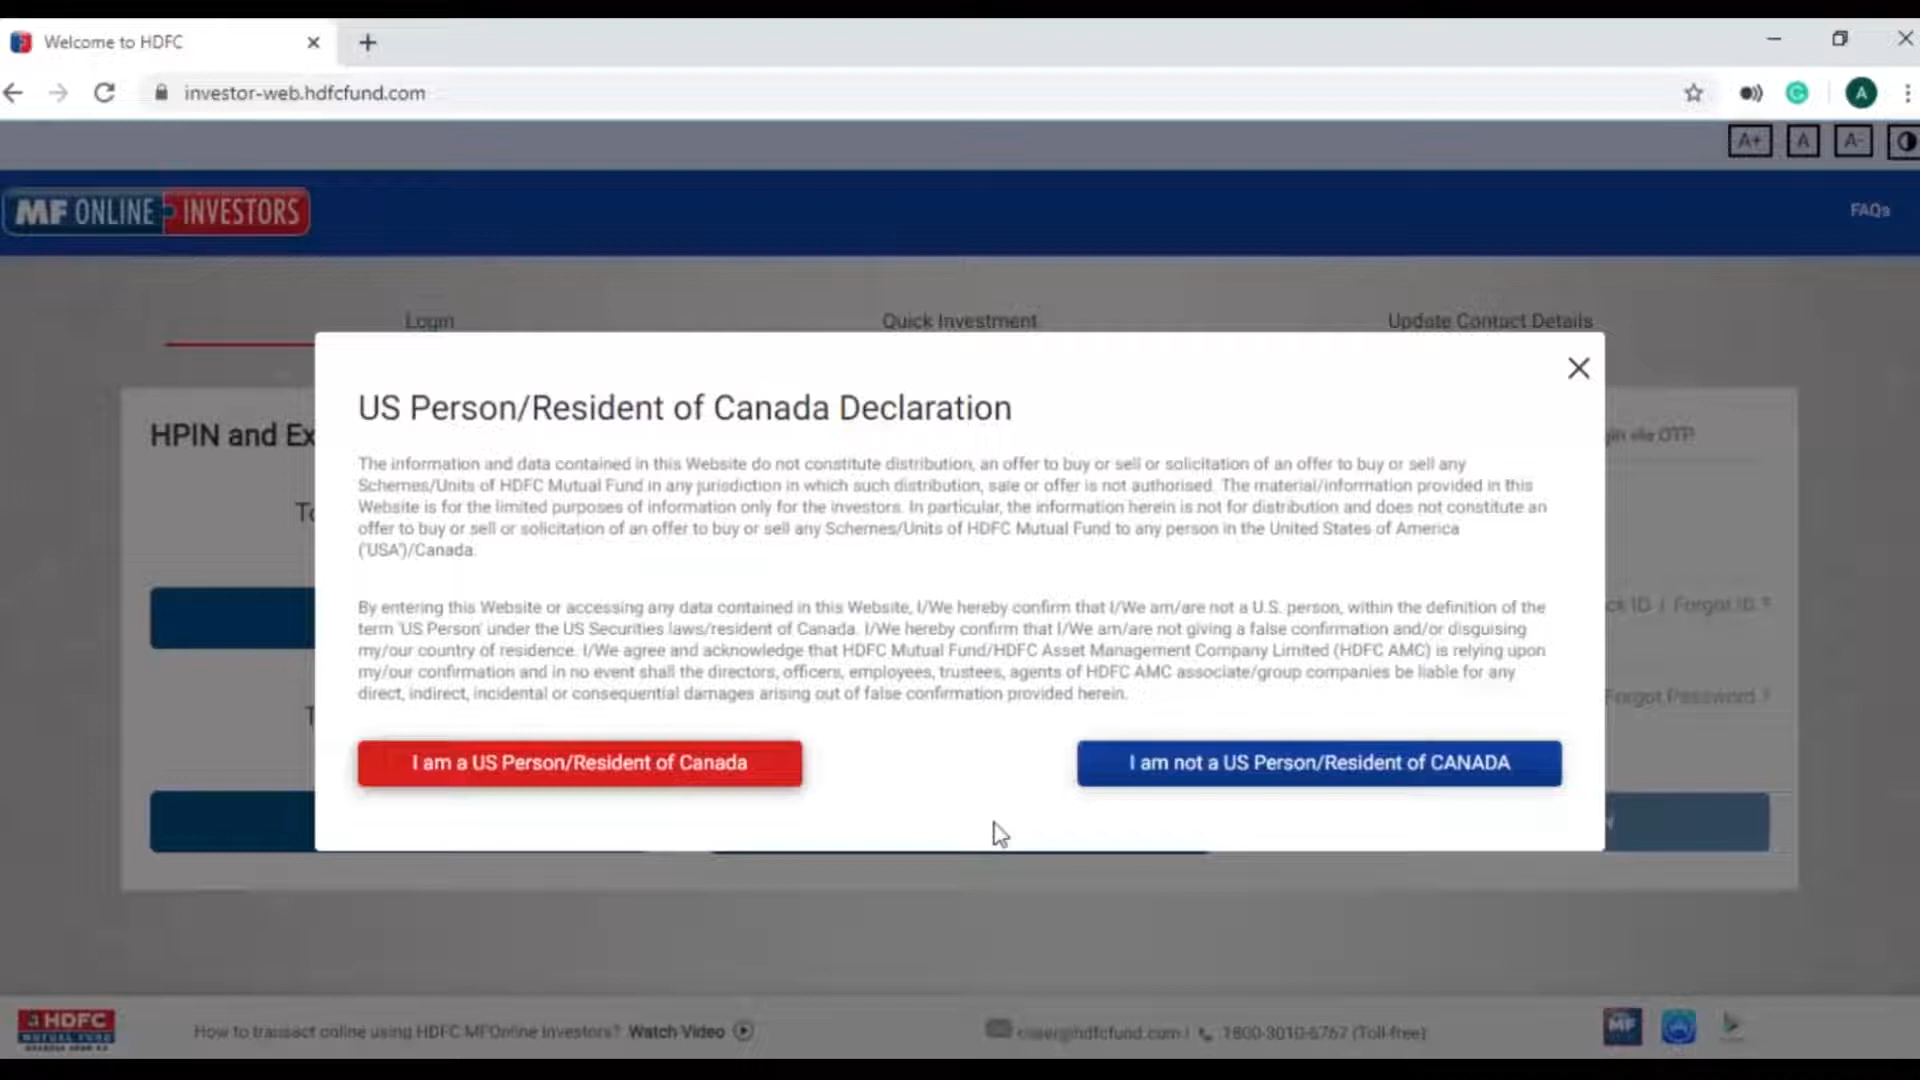 Welcome to HDFC
investor-web.hdfcfund.com
A
A+ A A-
MF ONLINE INVESTORS
FAQs
Login
Quick Investment
Update Contact Details
HPIN and Ex
US Person/Resident of Canada Declaration
The information and data contained in this Website do not constitute distribution, an offer to buy or sell or solicitation of an offer to buy or sell any
Schemes/Units of HDFC Mutual Fund in any jurisdiction in which such distribution, sale or offer is not authorised. The material/information provided in this
Website is for the limited purposes of information only for the investors. In particular, the information herein is not for distribution and does not constitute an
offer to buy or sell or solicitation of an offer to buy or sell any Schemes/Units of HDFC Mutual Fund to any person in the United States of America
('USA')/Canada.
By entering this Website or accessing any data contained in this Website, I/We hereby confirm that I/We am/are not a U.S. person, within the definition of the
term 'US Person' under the US Securities laws/resident of Canada. I/We hereby confirm that I/We am/are not giving a false confirmation and/or disguising
my/our country of residence. I/We agree and acknowledge that HDFC Mutual Fund/HDFC Asset Management Company Limited (HDFC AMC) is relying upon
my/our confirmation and in no event shall the directors, officers, employees, trustees, agents of HDFC AMC associate/group companies be liable for any
direct, indirect, incidental or consequential damages arising out of false confirmation provided herein.
I am a US Person/Resident of Canada
I am not a US Person/Resident of CANADA
via OTP
ID | Forgot ID ?
Forgot Password ?
HDFC
MUTUAL FUND
How to transact online using HDFC MFOnline Investors? Watch Video
@hdfcfund.com | 1800-3010-6767 (Toll-free)
MF